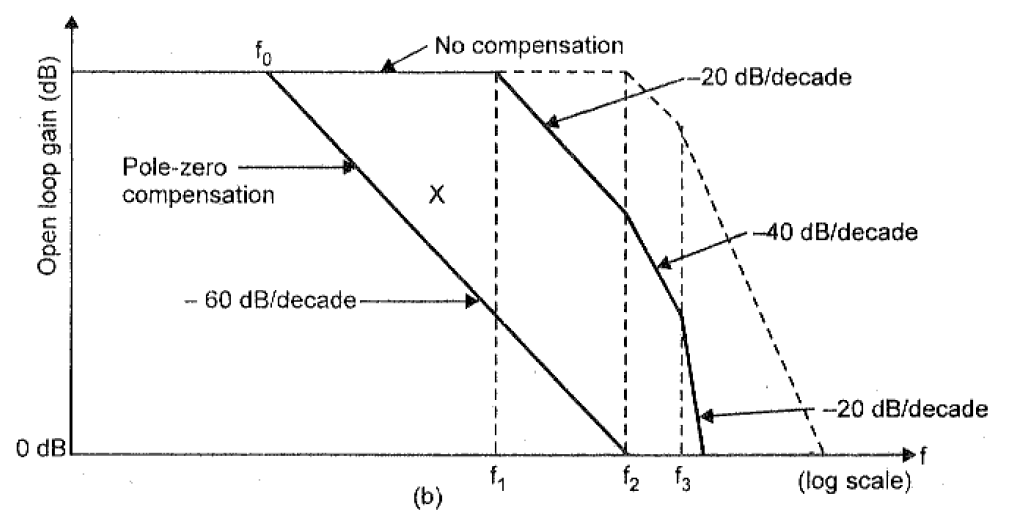 f₀
No compensation
–20 dB/decade
Open loop gain (dB)
Pole-zero
compensation
X
–40 dB/decade
– 60 dB/decade
–20 dB/decade
0 dB
f₁
f₂
f₃
f
(log scale)
(b)